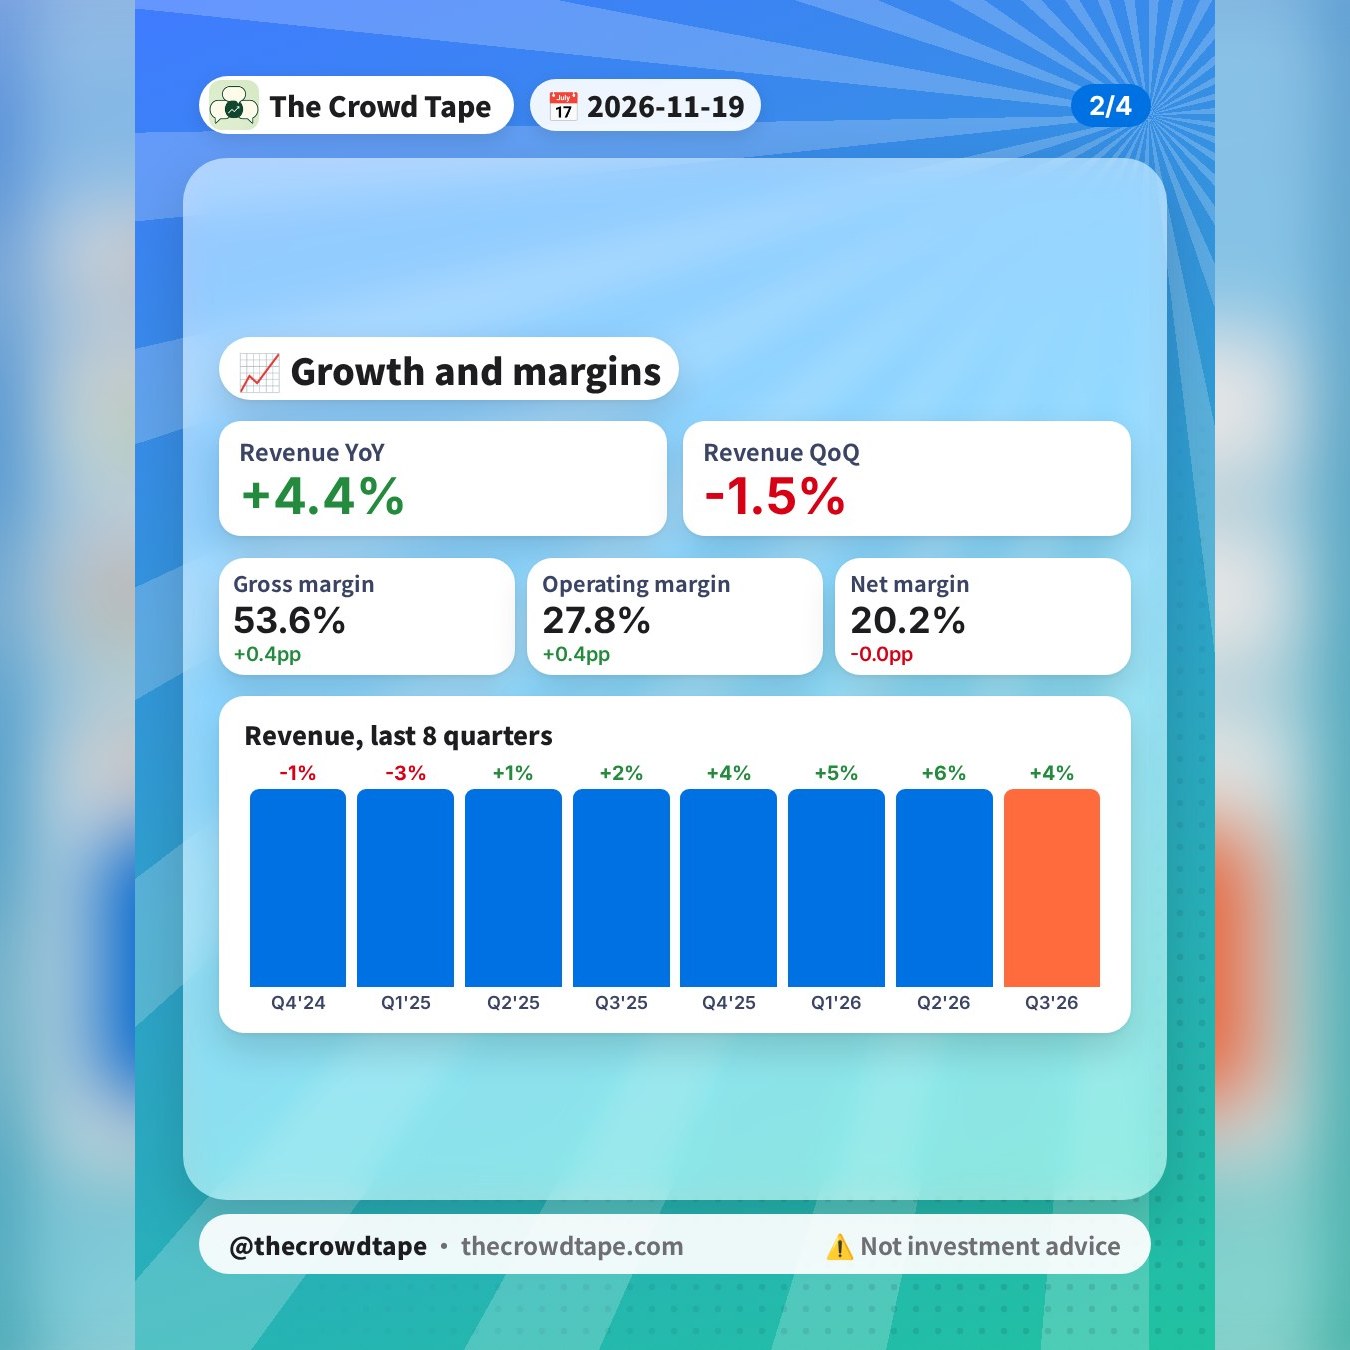 The Crowd Tape
2026-11-19
2/4
Growth and margins
Revenue YoY
+4.4%
Revenue QoQ
-1.5%
Gross margin
53.6%
+0.4pp
Operating margin
27.8%
+0.4pp
Net margin
20.2%
-0.0pp
Revenue, last 8 quarters
-1% -3% +1% +2% +4% +5% +6% +4%
Q4'24 Q1'25 Q2'25 Q3'25 Q4'25 Q1'26 Q2'26 Q3'26
@thecrowdtape • thecrowdtape.com
⚠️ Not investment advice